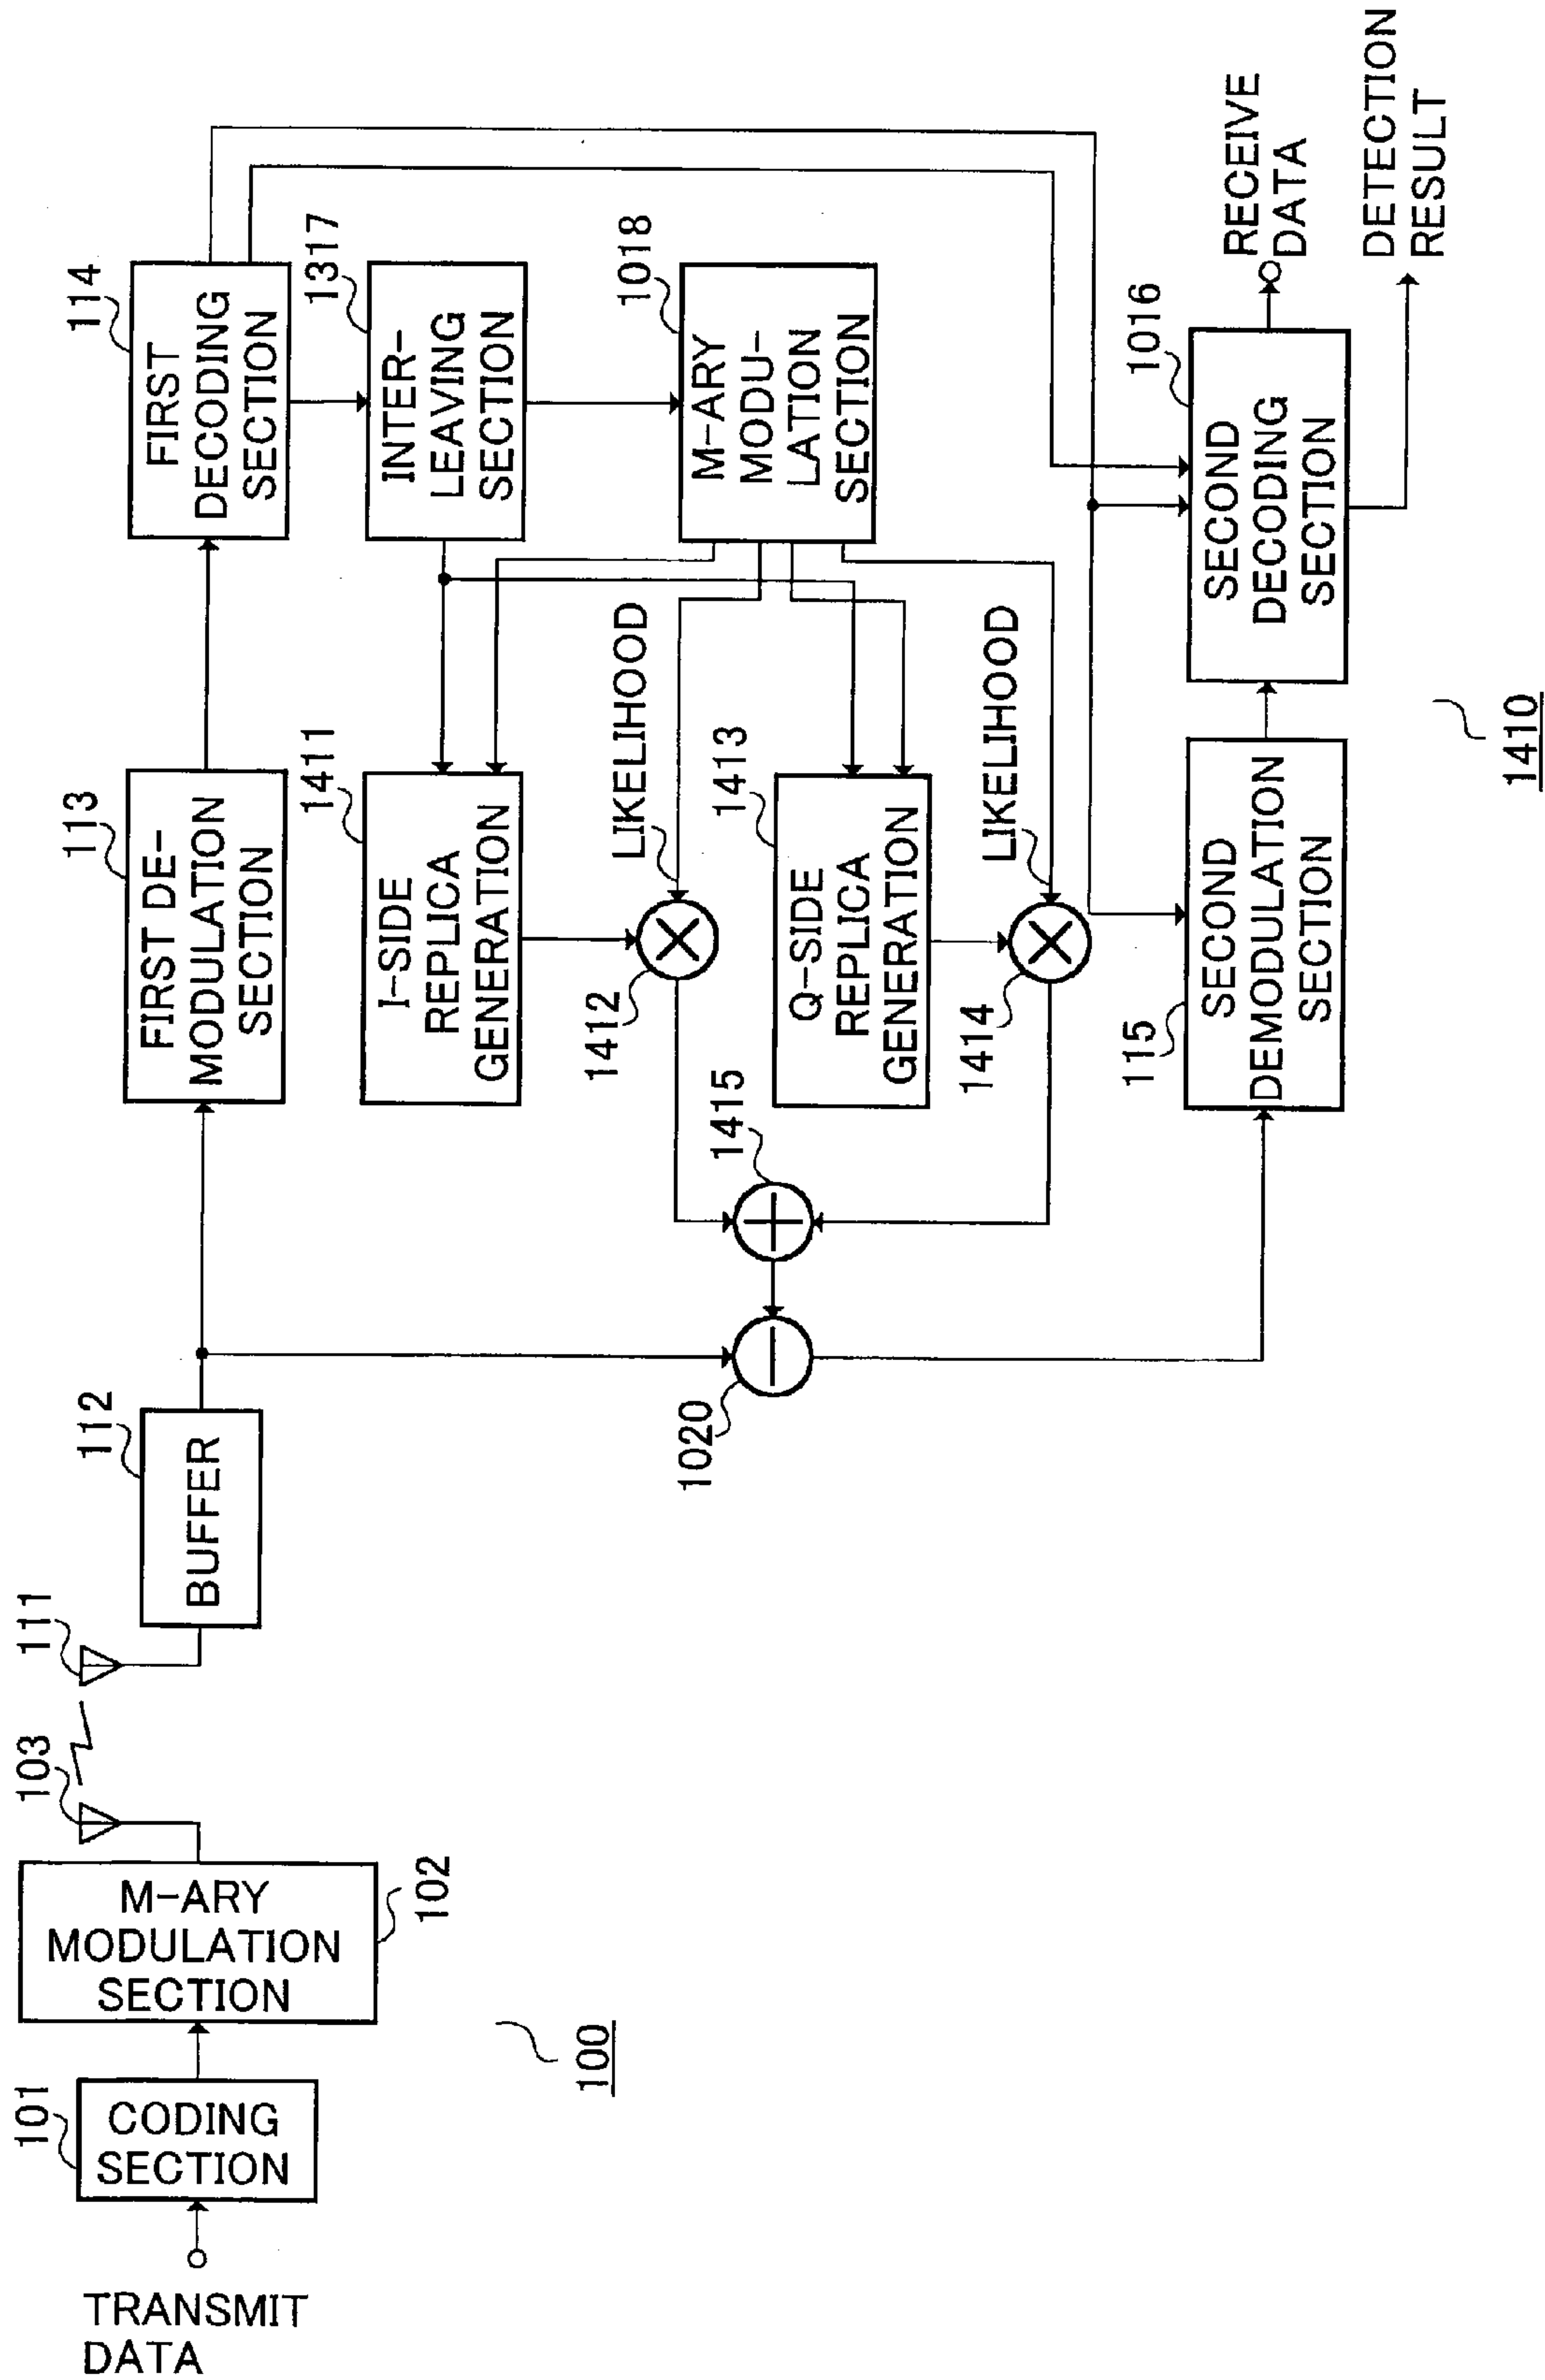 TRANSMIT
DATA
101
CODING
SECTION
M-ARY
MODULATION
SECTION
102
103
100
111
112
BUFFER
113
FIRST DE-
MODULATION
SECTION
114
FIRST
DECODING
SECTION
1411
I-SIDE
REPLICA
GENERATION
1317
INTER-
LEAVING
SECTION
1412
LIKELIHOOD
1018
M-ARY
MODU-
LATION
SECTION
1020
1415
1413
Q-SIDE
REPLICA
GENERATION
1414
LIKELIHOOD
115
SECOND
DEMODULATION
SECTION
1016
SECOND
DECODING
SECTION
RECEIVE
DATA
DETECTION
RESULT
1410